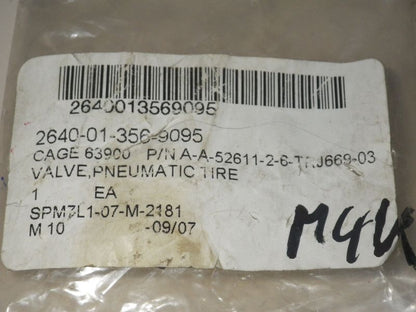 2640013569095
2640-01-356-9095
CAGE 63900 P/N A-A-52611-2-6-TRJ669-03
VALVE,PNEUMATIC TIRE
1 EA
SPM7L1-07-M-2181
M 10 -09/07